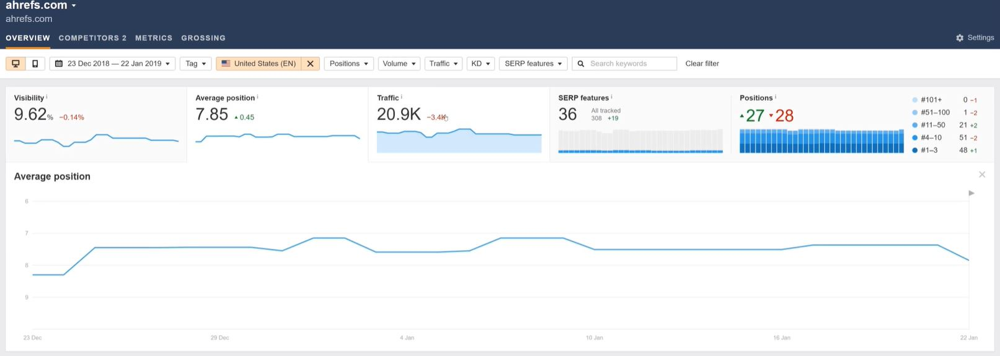 ahrefs.com
ahrefs.com
OVERVIEW COMPETITORS 2 METRICS GROSSING Settings
23 Dec 2018 — 22 Jan 2019 Tag United States (EN) Positions Volume Traffic KD SERP features Search keywords Clear filter
Visibility i
9.62% −0.14%
Average position i
7.85 0.45
Traffic i
20.9K −3.4K
SERP features i
36 All tracked
308 +19
Positions i
27 28
#101+ 0 −1
#51–100 1 −2
#11–50 21 +2
#4–10 51 −2
#1–3 48 +1
Average position
6
7
8
9
23 Dec 29 Dec 4 Jan 10 Jan 16 Jan 22 Jan